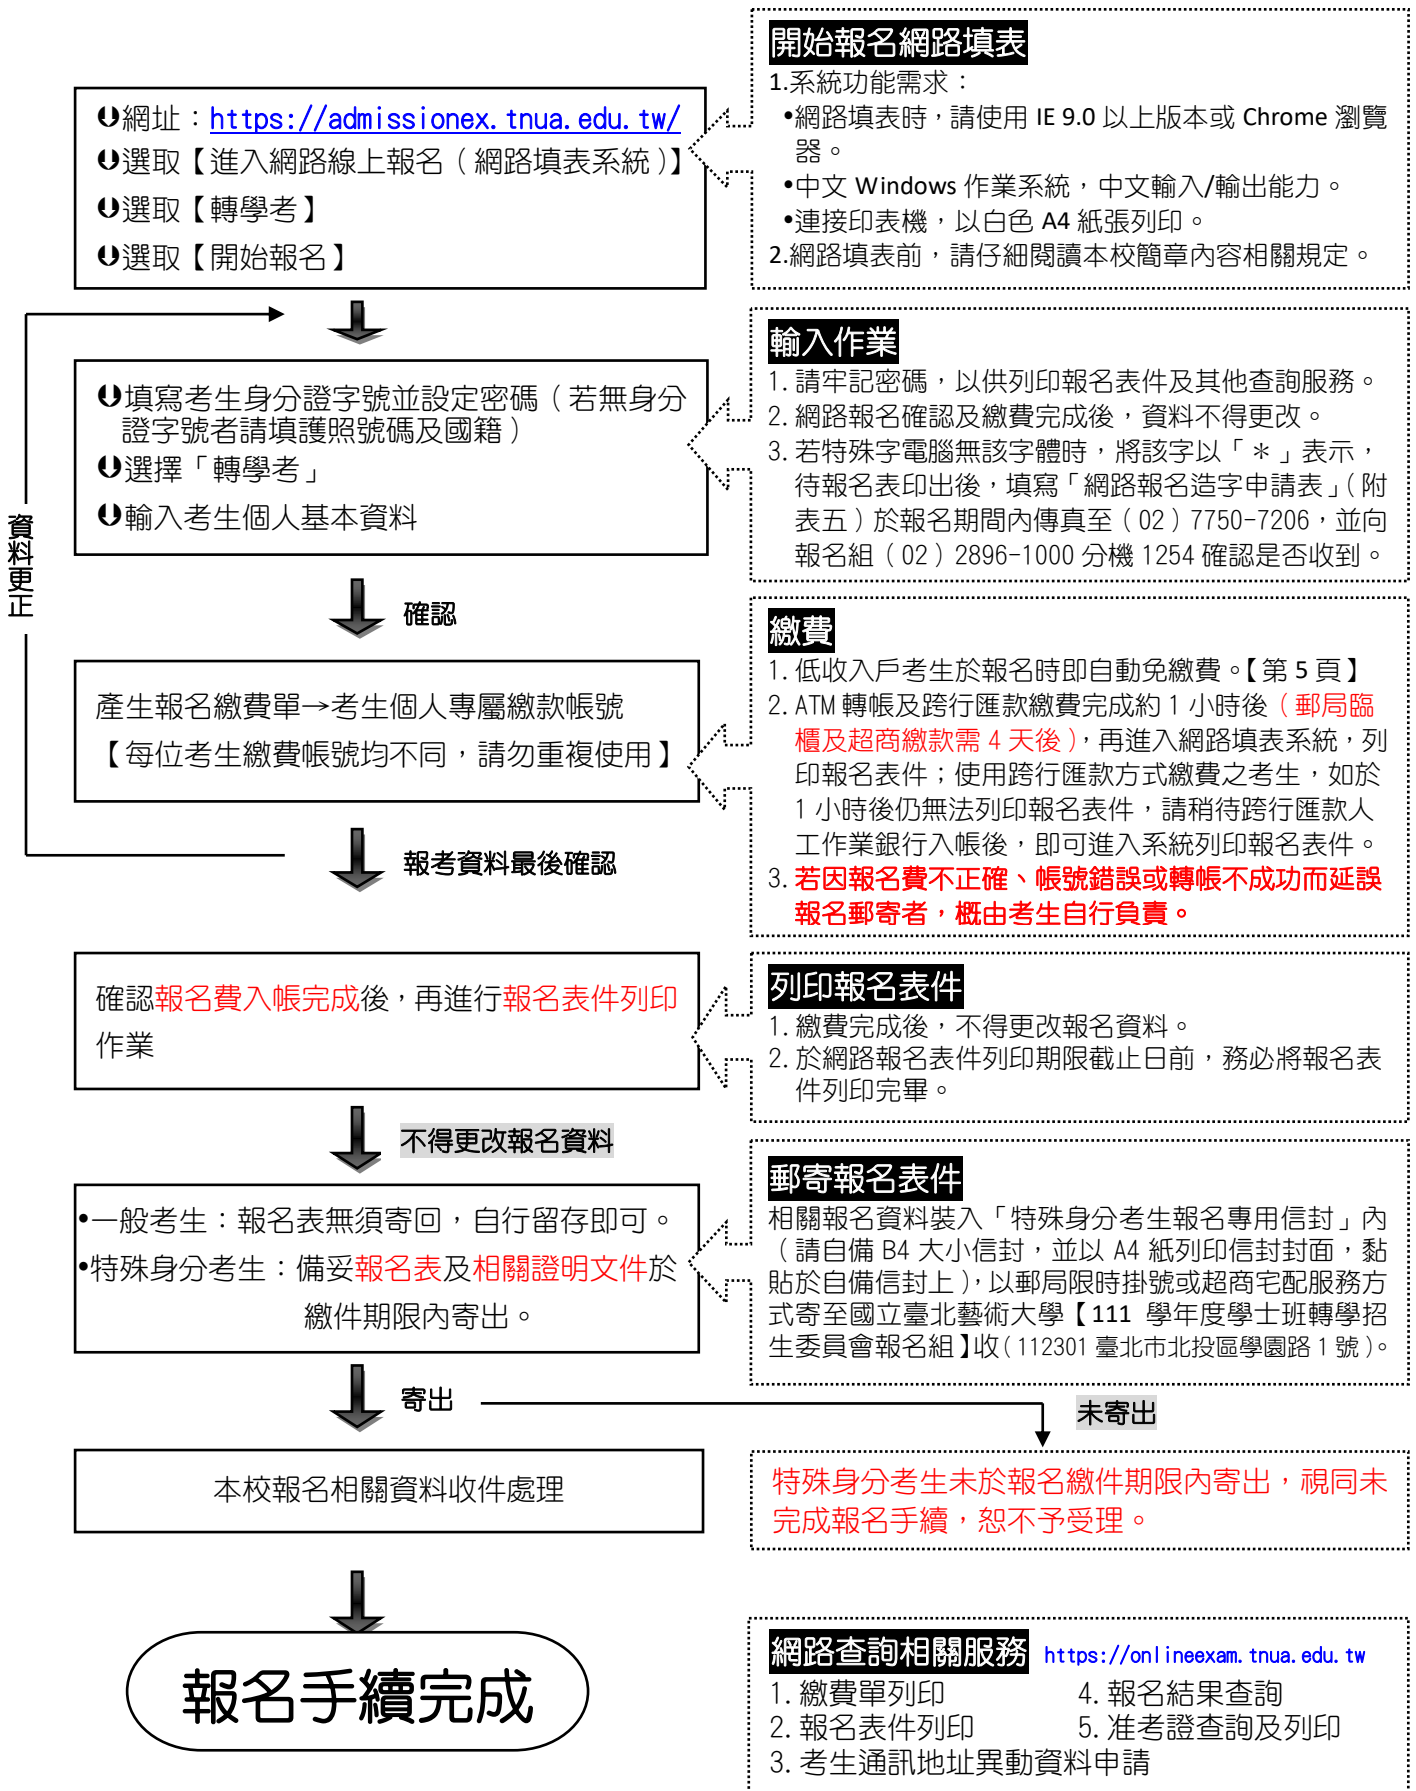 開始報名網路填表
1.系統功能需求：
•網路填表時，請使用 IE 9.0 以上版本或 Chrome 瀏覽
器。
•中文 Windows 作業系統，中文輸入/輸出能力。
•連接印表機，以白色 A4 紙張列印。
2.網路填表前，請仔細閱讀本校簡章內容相關規定。
網址：https://admissionex.tnua.edu.tw/
選取【進入網路線上報名（網路填表系統）】
選取【轉學考】
選取【開始報名】
輸入作業
1. 請牢記密碼，以供列印報名表件及其他查詢服務。
2. 網路報名確認及繳費完成後，資料不得更改。
3. 若特殊字電腦無該字體時，將該字以「＊」表示，
待報名表印出後，填寫「網路報名造字申請表」（附
表五）於報名期間內傳真至（02）7750-7206，並向
報名組（02）2896-1000 分機 1254 確認是否收到。
填寫考生身分證字號並設定密碼（若無身分
證字號者請填護照號碼及國籍）
選擇「轉學考」
輸入考生個人基本資料
資料更正
確認
繳費
1. 低收入戶考生於報名時即自動免繳費。【第 5 頁】
2. ATM 轉帳及跨行匯款繳費完成約 1 小時後（郵局臨
櫃及超商繳款需 4 天後），再進入網路填表系統，列
印報名表件；使用跨行匯款方式繳費之考生，如於
1 小時後仍無法列印報名表件，請稍待跨行匯款人
工作業銀行入帳後，即可進入系統列印報名表件。
3. 若因報名費不正確、帳號錯誤或轉帳不成功而延誤
報名郵寄者，概由考生自行負責。
產生報名繳費單→考生個人專屬繳款帳號
【每位考生繳費帳號均不同，請勿重複使用】
報考資料最後確認
列印報名表件
1. 繳費完成後，不得更改報名資料。
2. 於網路報名表件列印期限截止日前，務必將報名表
件列印完畢。
確認報名費入帳完成後，再進行報名表件列印
作業
不得更改報名資料
郵寄報名表件
相關報名資料裝入「特殊身分考生報名專用信封」內
（請自備 B4 大小信封，並以 A4 紙列印信封封面，黏
貼於自備信封上），以郵局限時掛號或超商宅配服務方
式寄至國立臺北藝術大學【111 學年度學士班轉學招
生委員會報名組】收（112301 臺北市北投區學園路 1 號）。
•一般考生：報名表無須寄回，自行留存即可。
•特殊身分考生：備妥報名表及相關證明文件於
繳件期限內寄出。
寄出
未寄出
本校報名相關資料收件處理
特殊身分考生未於報名繳件期限內寄出，視同未
完成報名手續，恕不予受理。
報名手續完成
網路查詢相關服務 https://onlineexam.tnua.edu.tw
1. 繳費單列印 4. 報名結果查詢
2. 報名表件列印 5. 准考證查詢及列印
3. 考生通訊地址異動資料申請